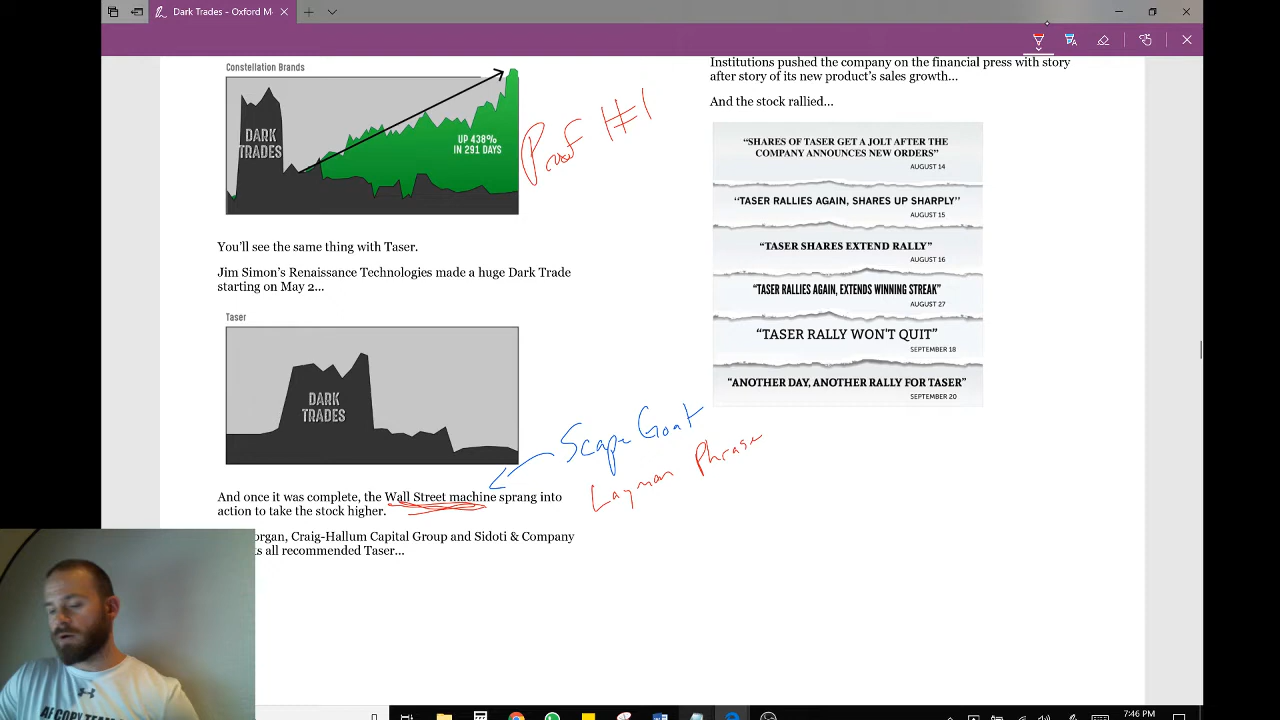 Dark Trades - Oxford M
Constellation Brands
DARK
TRADES
UP 438%
IN 291 DAYS
Proof #1
You'll see the same thing with Taser.
Jim Simon's Renaissance Technologies made a huge Dark Trade
starting on May 2...
Taser
DARK
TRADES
Scape Goat
Layman Phrase
And once it was complete, the Wall Street machine sprang into
action to take the stock higher.
organ, Craig-Hallum Capital Group and Sidoti & Company
all recommended Taser...
Institutions pushed the company on the financial press with story
after story of its new product's sales growth...
And the stock rallied...
“SHARES OF TASER GET A JOLT AFTER THE
COMPANY ANNOUNCES NEW ORDERS”
AUGUST 14
“TASER RALLIES AGAIN, SHARES UP SHARPLY”
AUGUST 15
“TASER SHARES EXTEND RALLY”
AUGUST 16
“TASER RALLIES AGAIN, EXTENDS WINNING STREAK”
AUGUST 27
“TASER RALLY WON'T QUIT”
SEPTEMBER 18
“ANOTHER DAY, ANOTHER RALLY FOR TASER”
SEPTEMBER 20
AF COPY TEAM
7:46 PM